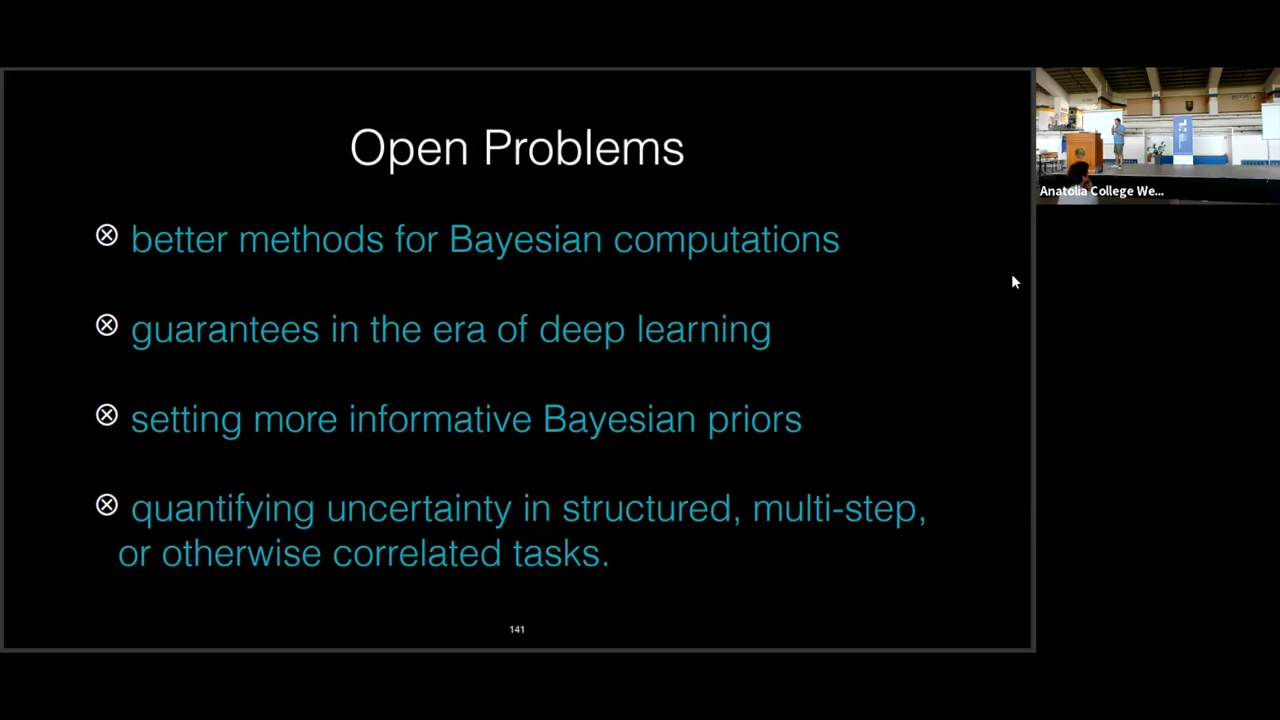 Open Problems
⊗ better methods for Bayesian computations
⊗ guarantees in the era of deep learning
⊗ setting more informative Bayesian priors
⊗ quantifying uncertainty in structured, multi-step,
or otherwise correlated tasks.
141
Anatolia College We...